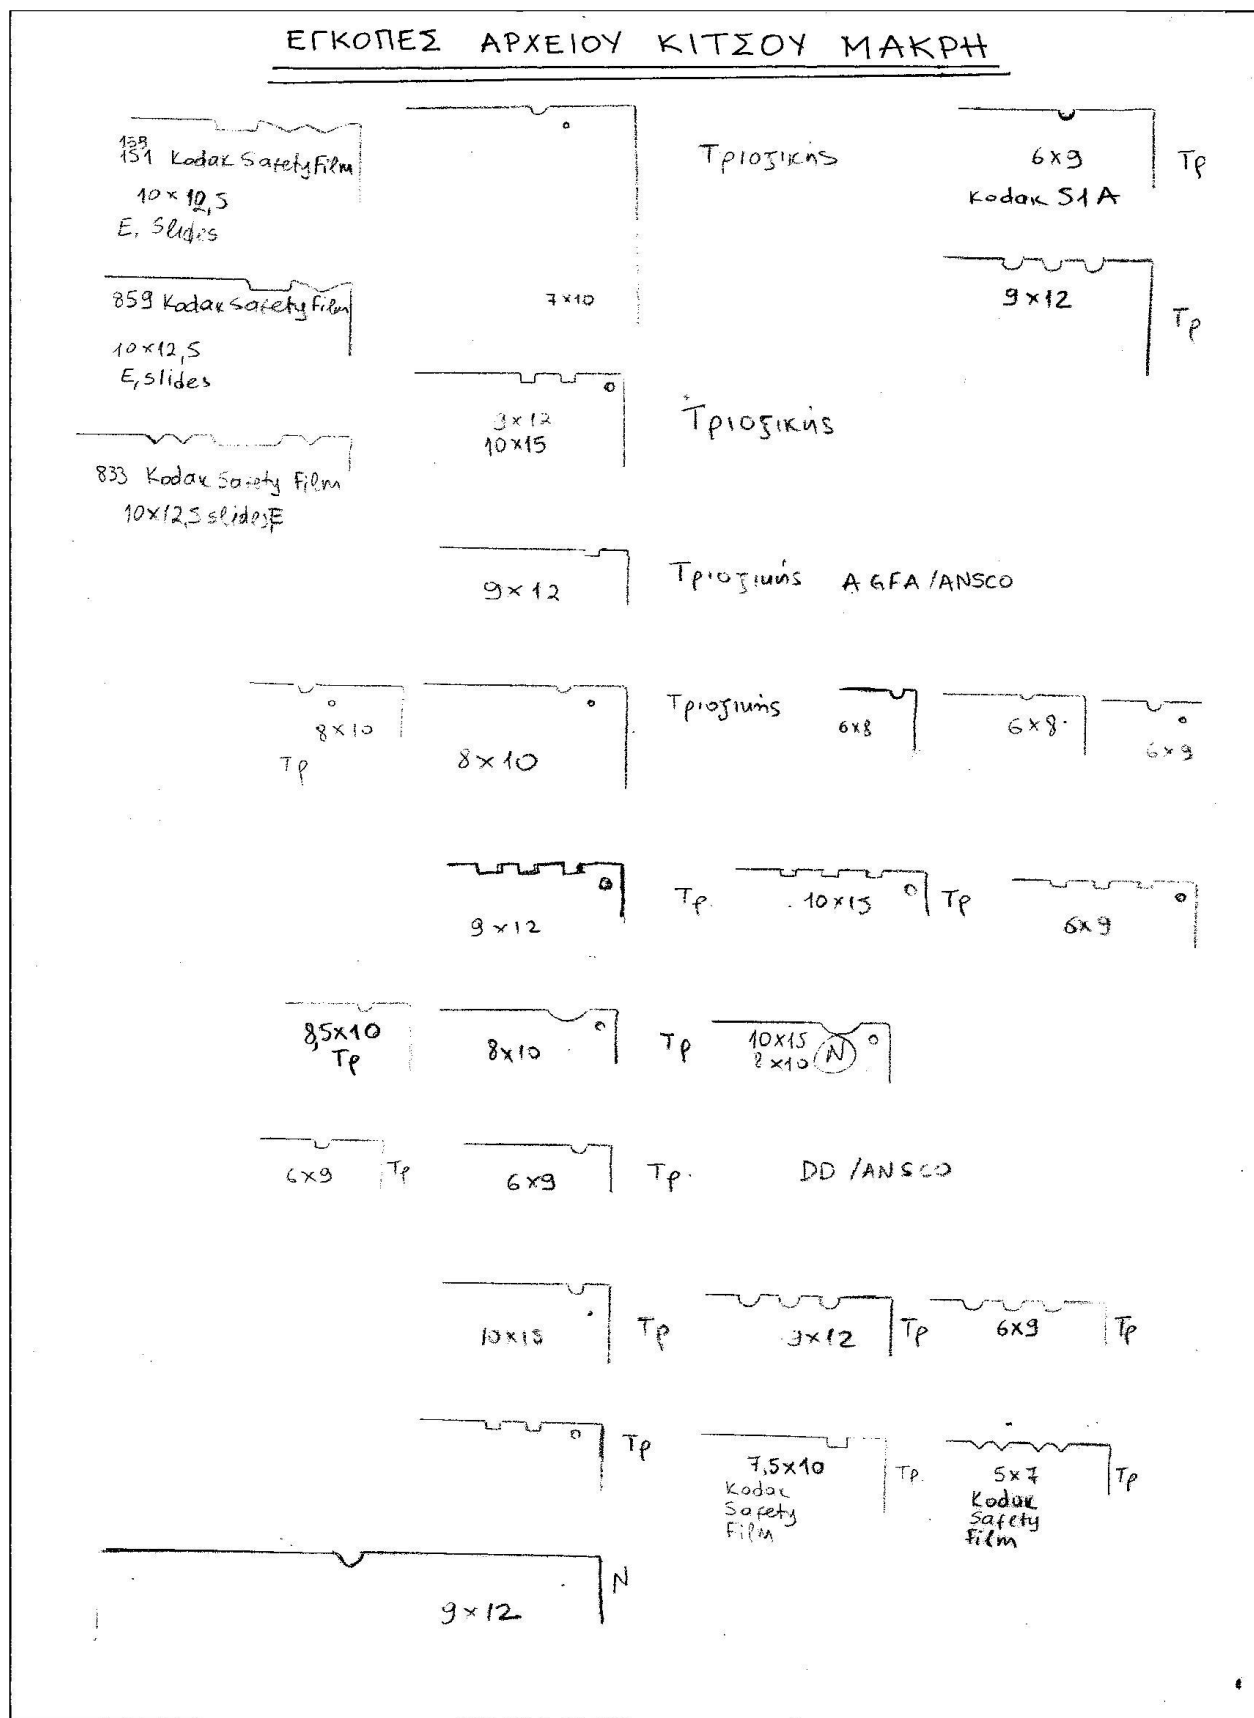 ΕΓΚΟΠΕΣ ΑΡΧΕΙΟΥ ΚΙΤΣΟΥ ΜΑΚΡΗ
159
151 Kodak Safety Film
10×12,5
E, Slides
7×10
Τριοξικής
6×9
Kodak S1A
Τρ
859 Kodak Safety Film
10×12,5
E, slides
9×12
Τρ
9×12
10×15
Τριοξικής
833 Kodak Safety Film
10×12,5 slides, E
9×12
Τριοξικής AGFA/ANSCO
8×10
Τρ
8×10
Τριοξικής
6×8
6×8
6×9
9×12
Τρ.
10×15
Τρ
6×9
8,5×10
Τρ
8×10
Τρ
10×15
8×10 N
6×9
Τρ
6×9
Τρ.
DD/ANSCO
10×15
Τρ
9×12
Τρ
6×9
Τρ
Τρ
7,5×10
Kodak
Safety
Film
Τρ.
5×7
Kodak
Safety
Film
Τρ
9×12
N